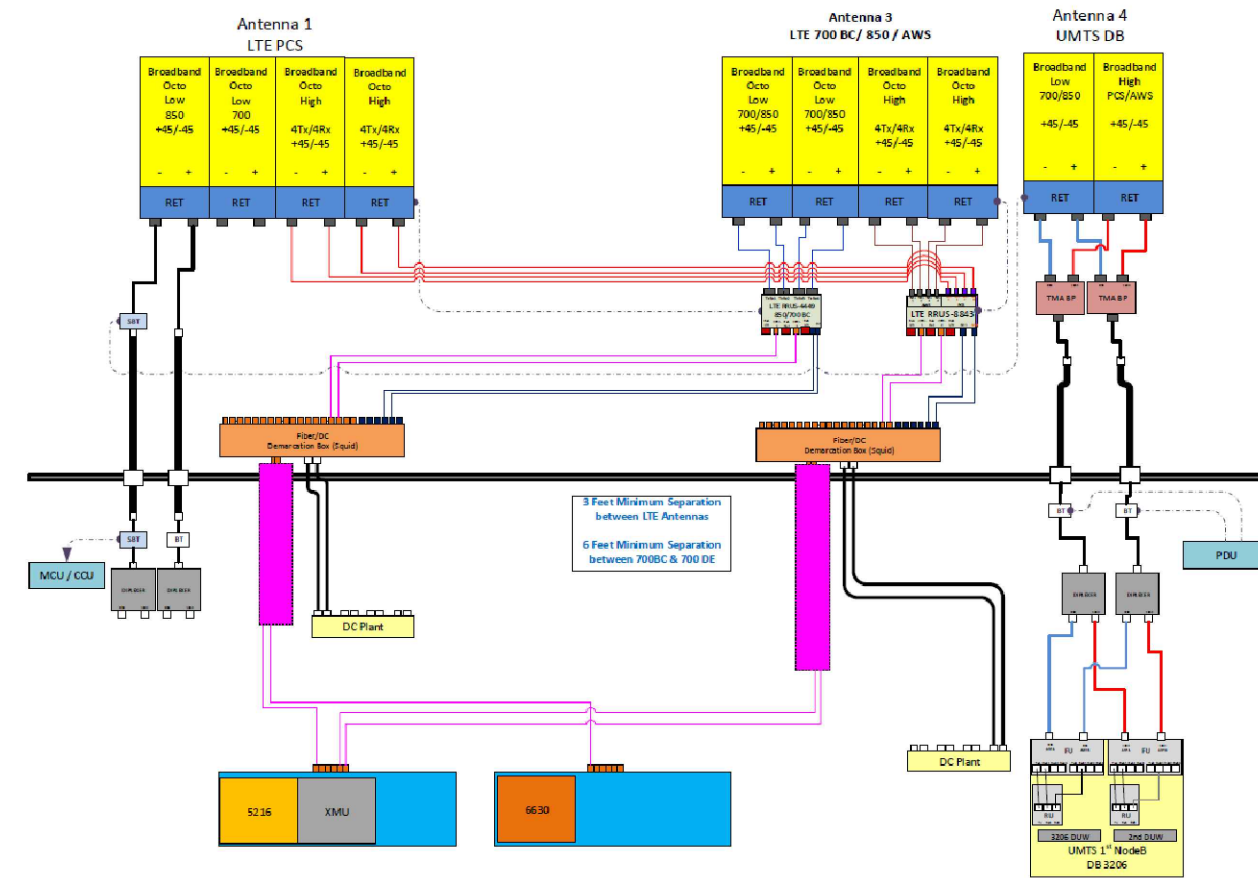 Antenna 1
LTE PCS
Antenna 3
LTE 700 BC/ 850 / AWS
Antenna 4
UMTS DB
Broadband
Octo
Low
850
+45/-45
- +
RET
Broadband
Octo
Low
700
+45/-45
- +
RET
Broadband
Octo
High
4Tx/4Rx
+45/-45
- +
RET
Broadband
Octo
High
4Tx/4Rx
+45/-45
- +
RET
Broadband
Octo
Low
700/850
+45/-45
- +
RET
Broadband
Octo
Low
700/850
+45/-45
- +
RET
Broadband
Octo
High
4Tx/4Rx
+45/-45
- +
RET
Broadband
Octo
High
4Tx/4Rx
+45/-45
- +
RET
Broadband
Low
700/850
+45/-45
- +
RET
Broadband
High
PCS/AWS
+45/-45
- +
RET
TMA BP
TMA BP
LTE RRUS-4449
850/700 BC
LTE RRUS-8843
SBT
Fiber/DC
Demarcation Box (Squid)
Fiber/DC
Demarcation Box (Squid)
3 Feet Minimum Separation
between LTE Antennas
6 Feet Minimum Separation
between 700BC & 700 DE
SBT
BT
BT
BT
MCU / CCU
PDU
DIPLEXER
DIPLEXER
DIPLEXER
DIPLEXER
DC Plant
DC Plant
5216
XMU
6630
FU
FU
RU
RU
3206 DUW
2nd DUW
UMTS 1st NodeB
DB 3206